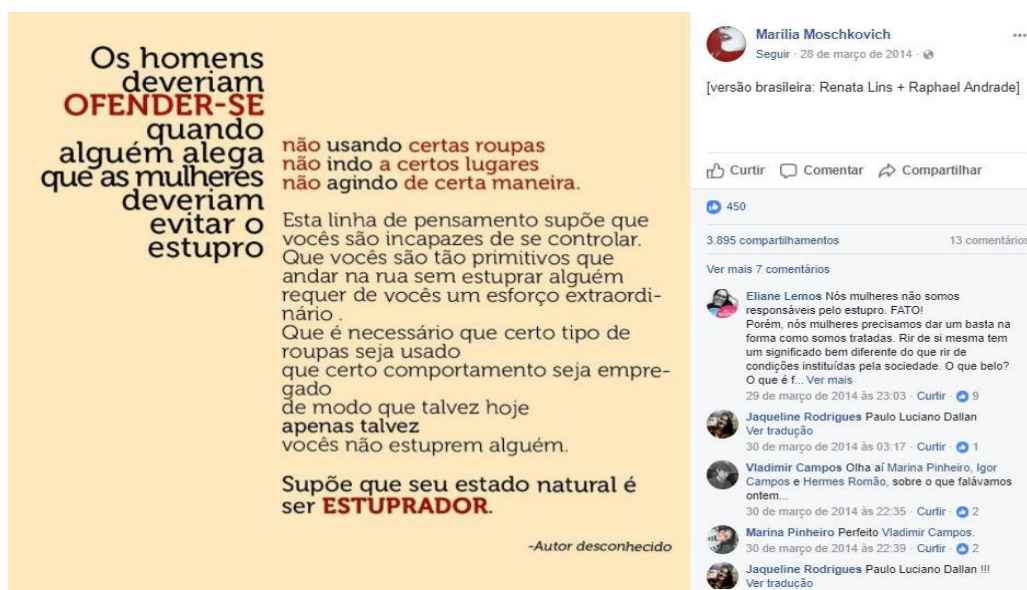 Os homens
deveriam
OFENDER-SE
quando
alguém alega
que as mulheres
deveriam
evitar o
estupro
não usando certas roupas
não indo a certos lugares
não agindo de certa maneira.
Esta linha de pensamento supõe que
vocês são incapazes de se controlar.
Que vocês são tão primitivos que
andar na rua sem estuprar alguém
requer de vocês um esforço extraordi-
nário .
Que é necessário que certo tipo de
roupas seja usado
que certo comportamento seja empre-
gado
de modo que talvez hoje
apenas talvez
vocês não estuprem alguém.
Supõe que seu estado natural é
ser ESTUPRADOR.
-Autor desconhecido
Marília Moschkovich
Seguir · 28 de março de 2014 ·
[versão brasileira: Renata Lins + Raphael Andrade]
Curtir Comentar Compartilhar
450
3.895 compartilhamentos 13 comentários
Ver mais 7 comentários
Eliane Lemos Nós mulheres não somos
responsáveis pelo estupro. FATO!
Porém, nós mulheres precisamos dar um basta na
forma como somos tratadas. Rir de si mesma tem
um significado bem diferente do que rir de
condições instituídas pela sociedade. O que belo?
O que é f... Ver mais
29 de março de 2014 às 23:03 · Curtir · 9
Jaqueline Rodrigues Paulo Luciano Dallan
Ver tradução
30 de março de 2014 às 03:17 · Curtir · 1
Vladimir Campos Olha aí Marina Pinheiro, Igor
Campos e Hermes Romão, sobre o que falávamos
ontem...
30 de março de 2014 às 22:35 · Curtir · 2
Marina Pinheiro Perfeito Vladimir Campos.
30 de março de 2014 às 22:39 · Curtir · 2
Jaqueline Rodrigues Paulo Luciano Dallan !!!
Ver tradução